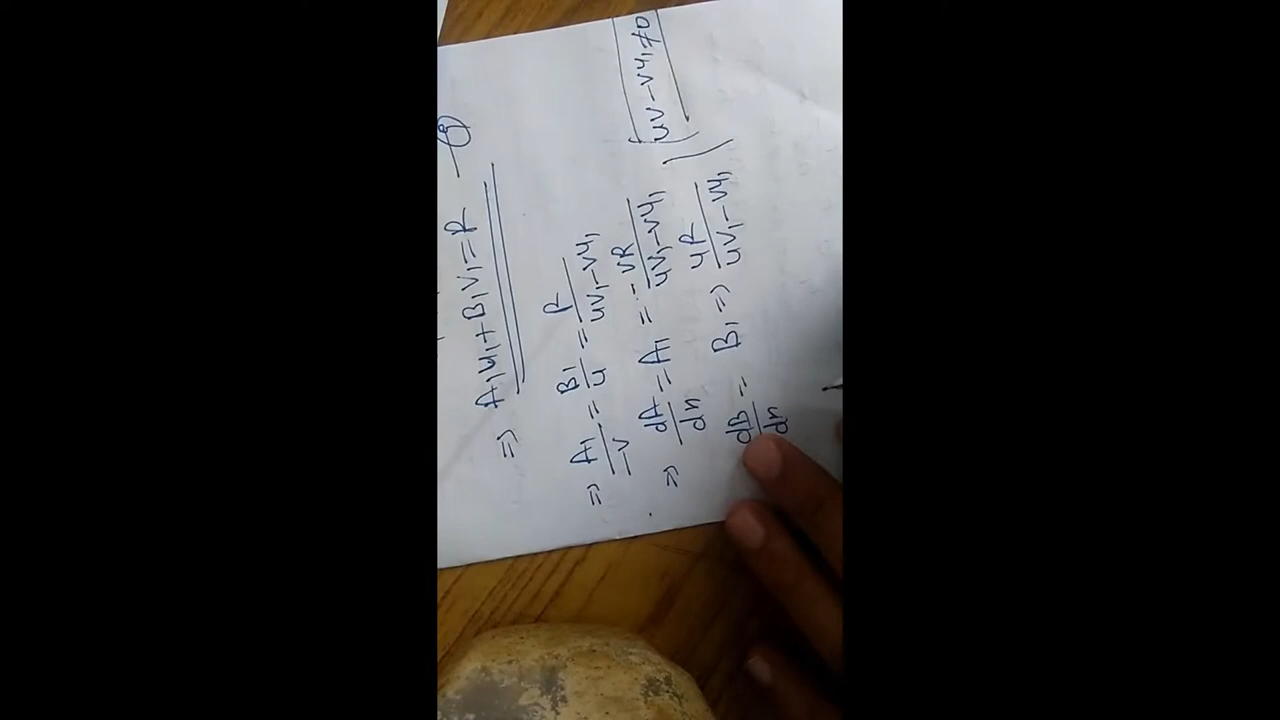 ⇒ A₁u₁ + B₁v₁ = R —⑧
⇒ A₁/-v = B₁/u = R/uv₁-vu₁
⇒ dA/dx = A₁ = -vR/uv₁-vu₁
dB/dx = B₁ ⇒ uR/uv₁-vu₁
uv-vu₁≠0